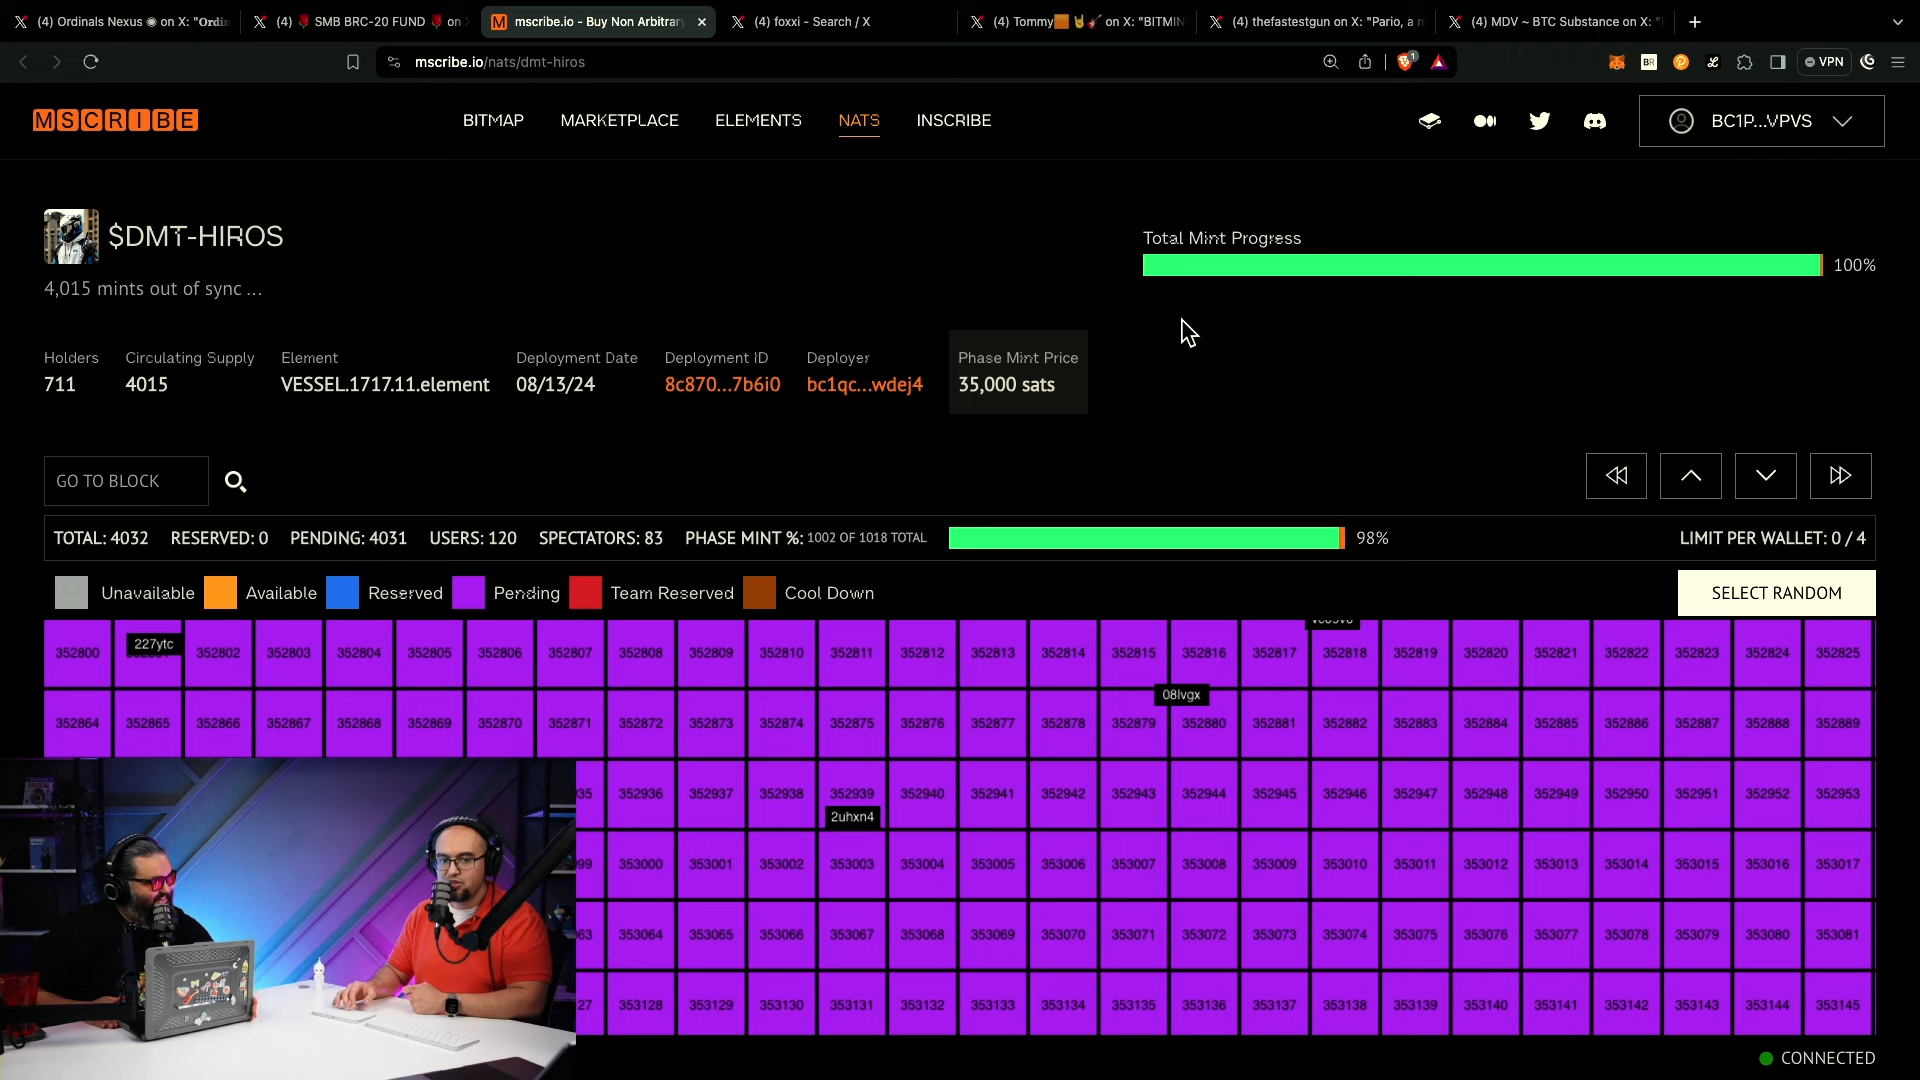 (4) Ordinals Nexus ◉ on X: "Ordin
(4) 🌹 SMB BRC-20 FUND 🌹 on X
mscribe.io - Buy Non Arbitrary
(4) foxxi - Search / X
(4) Tommy🟧🤘🎸 on X: "BITMIN
(4) thefastestgun on X: "Pario, a m
(4) MDV ~ BTC Substance on X: "
mscribe.io/nats/dmt-hiros
1
BR
VPN
MSCRIBE
BITMAP
MARKETPLACE
ELEMENTS
NATS
INSCRIBE
BC1P...VPVS
$DMT-HIROS
4,015 mints out of sync ...
Total Mint Progress
100%
Holders
711
Circulating Supply
4015
Element
VESSEL.1717.11.element
Deployment Date
08/13/24
Deployment ID
8c870...7b6i0
Deployer
bc1qc...wdej4
Phase Mint Price
35,000 sats
GO TO BLOCK
TOTAL: 4032 RESERVED: 0 PENDING: 4031 USERS: 120 SPECTATORS: 83 PHASE MINT %: 1002 OF 1018 TOTAL 98% LIMIT PER WALLET: 0 / 4
Unavailable Available Reserved Pending Team Reserved Cool Down
SELECT RANDOM
352800 227ytc 352802 352803 352804 352805 352806 352807 352808 352809 352810 352811 352812 352813 352814 352815 352816 352817 352818 352819 352820 352821 352822 352823 352824 352825
08lvgx
352864 352865 352866 352867 352868 352869 352870 352871 352872 352873 352874 352875 352876 352877 352878 352879 352880 352881 352882 352883 352884 352885 352886 352887 352888 352889
35 352936 352937 352938 352939 352940 352941 352942 352943 352944 352945 352946 352947 352948 352949 352950 352951 352952 352953
2uhxn4
99 353000 353001 353002 353003 353004 353005 353006 353007 353008 353009 353010 353011 353012 353013 353014 353015 353016 353017
63 353064 353065 353066 353067 353068 353069 353070 353071 353072 353073 353074 353075 353076 353077 353078 353079 353080 353081
27 353128 353129 353130 353131 353132 353133 353134 353135 353136 353137 353138 353139 353140 353141 353142 353143 353144 353145
CONNECTED